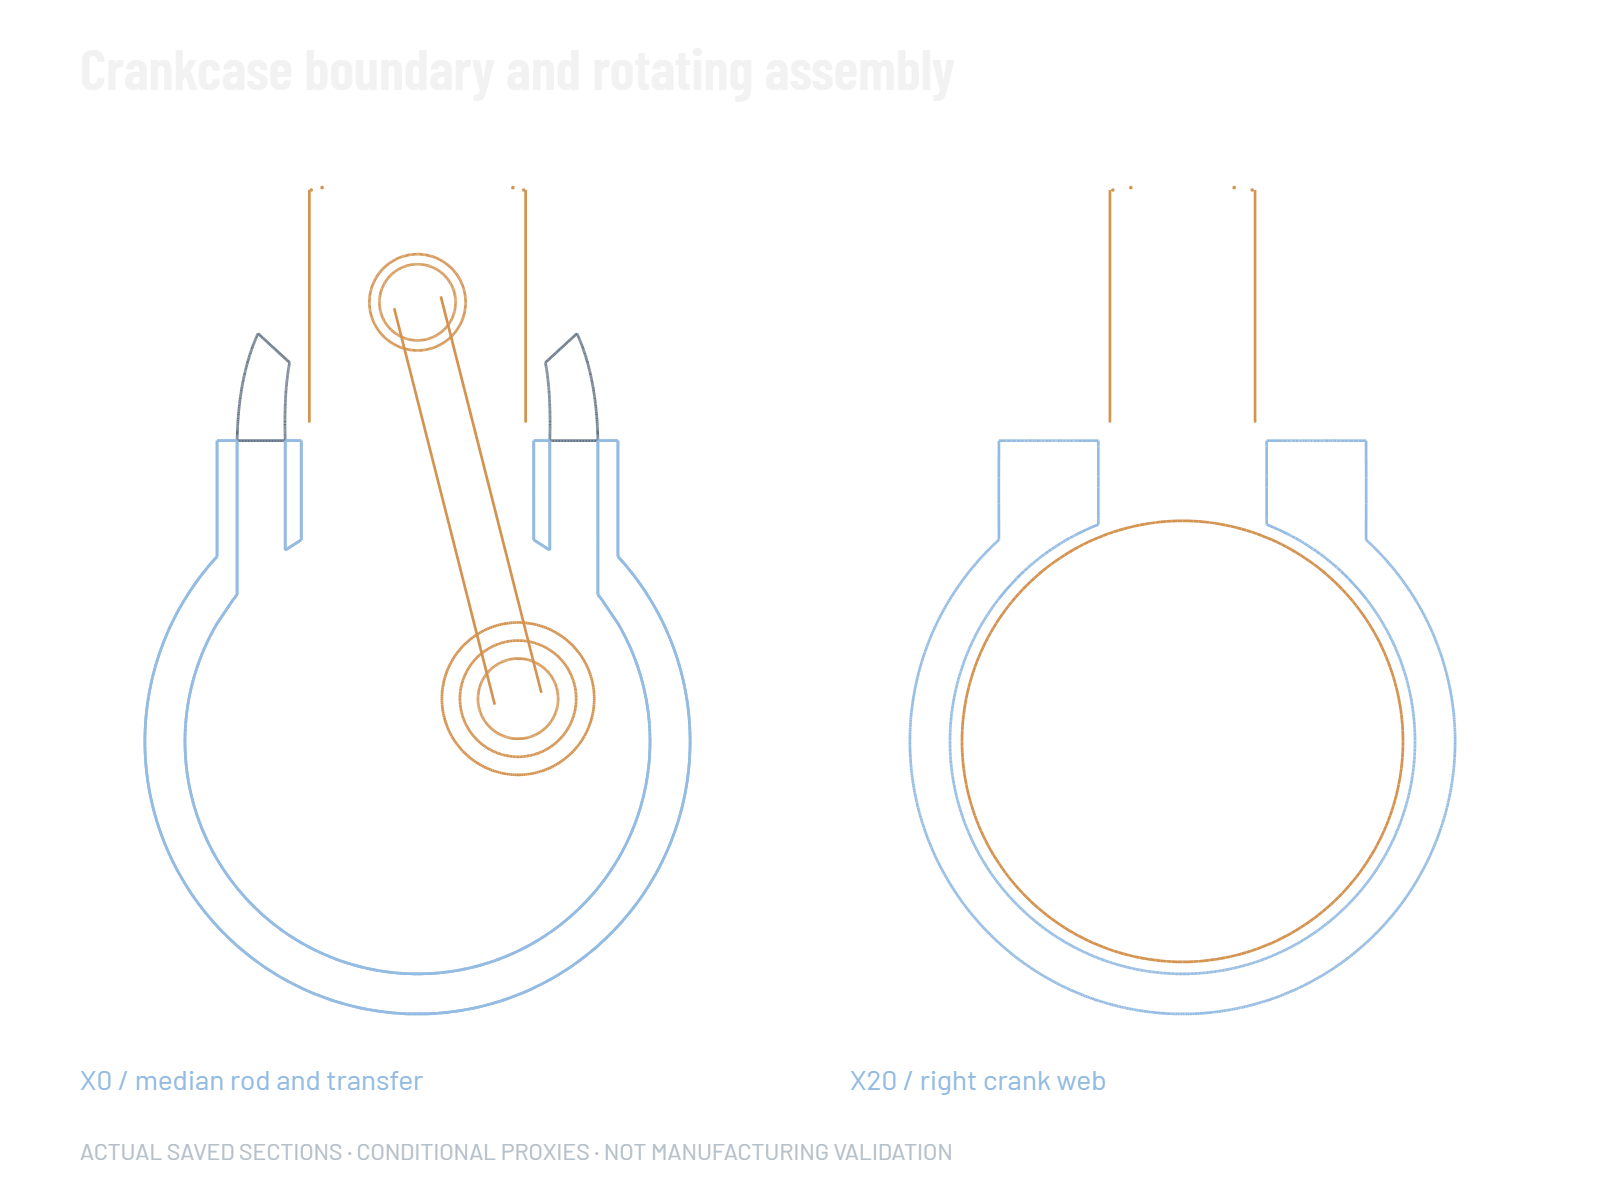 Crankcase boundary and rotating assembly
X0 / median rod and transfer
X20 / right crank web
ACTUAL SAVED SECTIONS · CONDITIONAL PROXIES · NOT MANUFACTURING VALIDATION